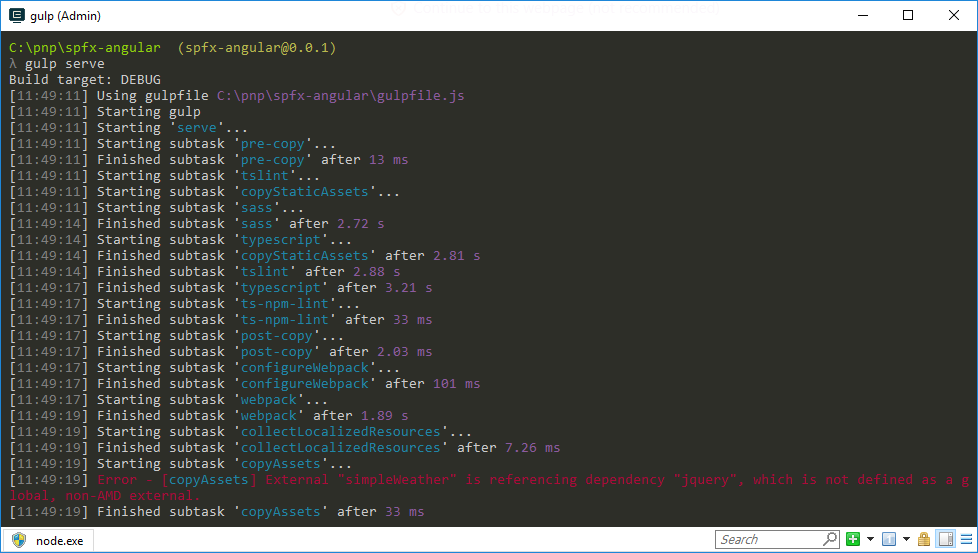 gulp (Admin)
C:\pnp\spfx-angular  (spfx-angular@0.0.1)
λ gulp serve
Build target: DEBUG
[11:49:11] Using gulpfile C:\pnp\spfx-angular\gulpfile.js
[11:49:11] Starting gulp
[11:49:11] Starting 'serve'...
[11:49:11] Starting subtask 'pre-copy'...
[11:49:11] Finished subtask 'pre-copy' after 13 ms
[11:49:11] Starting subtask 'tslint'...
[11:49:11] Starting subtask 'copyStaticAssets'...
[11:49:11] Starting subtask 'sass'...
[11:49:14] Finished subtask 'sass' after 2.72 s
[11:49:14] Starting subtask 'typescript'...
[11:49:14] Finished subtask 'copyStaticAssets' after 2.81 s
[11:49:14] Finished subtask 'tslint' after 2.88 s
[11:49:17] Finished subtask 'typescript' after 3.21 s
[11:49:17] Starting subtask 'ts-npm-lint'...
[11:49:17] Finished subtask 'ts-npm-lint' after 33 ms
[11:49:17] Starting subtask 'post-copy'...
[11:49:17] Finished subtask 'post-copy' after 2.03 ms
[11:49:17] Starting subtask 'configureWebpack'...
[11:49:17] Finished subtask 'configureWebpack' after 101 ms
[11:49:17] Starting subtask 'webpack'...
[11:49:19] Finished subtask 'webpack' after 1.89 s
[11:49:19] Starting subtask 'collectLocalizedResources'...
[11:49:19] Finished subtask 'collectLocalizedResources' after 7.26 ms
[11:49:19] Starting subtask 'copyAssets'...
[11:49:19] Error - [copyAssets] External "simpleWeather" is referencing dependency "jquery", which is not defined as a g
lobal, non-AMD external.
[11:49:19] Finished subtask 'copyAssets' after 33 ms
node.exe
Search